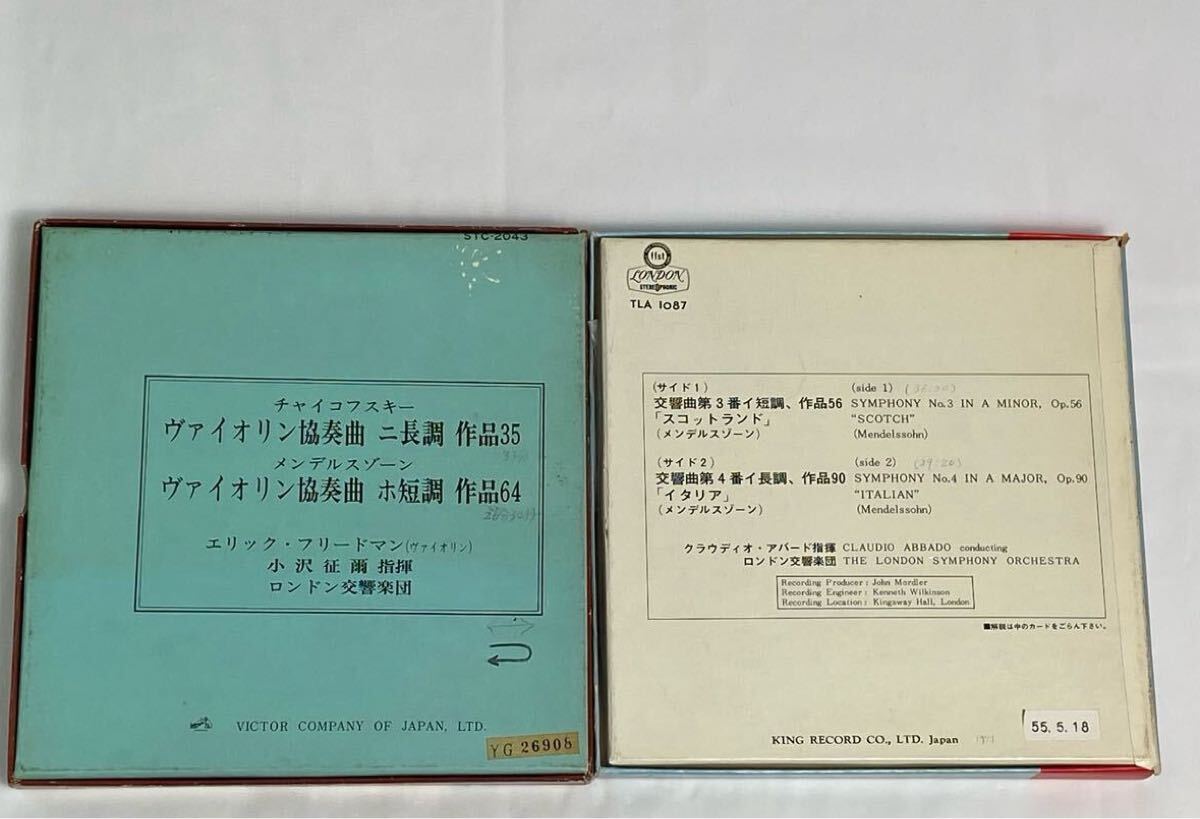 STC-2043
チャイコフスキー
ヴァイオリン協奏曲 ニ長調 作品35
メンデルスゾーン
ヴァイオリン協奏曲 ホ短調 作品64
エリック・フリードマン(ヴァイオリン)
小沢征爾 指揮
ロンドン交響楽団
VICTOR COMPANY OF JAPAN, LTD.
YG 26908
ffss
LONDON
STEREOPHONIC
TLA 1087
(サイド1) (side 1)
交響曲第3番イ短調、作品56 SYMPHONY No.3 IN A MINOR, Op.56
「スコットランド」 "SCOTCH"
(メンデルスゾーン) (Mendelssohn)
(サイド2) (side 2) (29:20)
交響曲第4番イ長調、作品90 SYMPHONY No.4 IN A MAJOR, Op.90
「イタリア」 "ITALIAN"
(メンデルスゾーン) (Mendelssohn)
クラウディオ・アバード指揮 CLAUDIO ABBADO conducting
ロンドン交響楽団 THE LONDON SYMPHONY ORCHESTRA
Recording Producer: John Mordler
Recording Engineer: Kenneth Wilkinson
Recording Location: Kingsway Hall, London
■解説は中のカードをごらん下さい。
55.5.18
KING RECORD CO., LTD. Japan